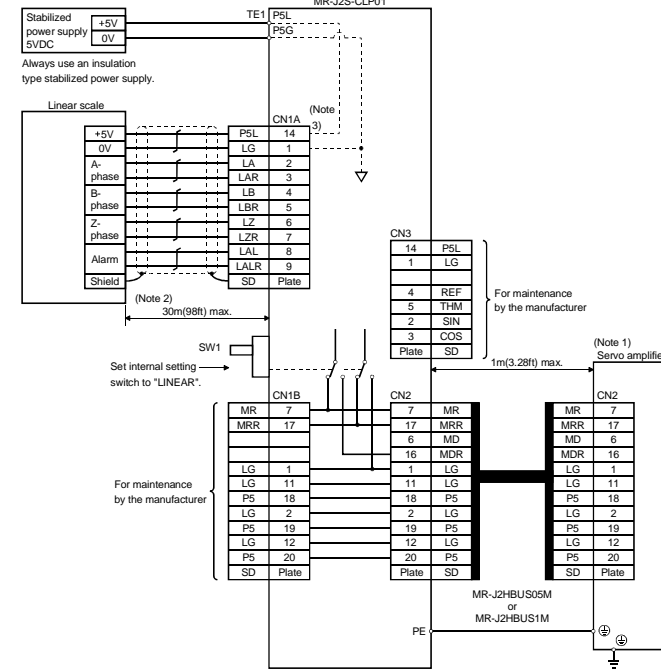 MR-J2S-CLP01
Stabilized
power supply
5VDC
+5V
0V
TE1
P5L
P5G
Always use an insulation
type stabilized power supply.
Linear scale
(Note
3)
CN1A
+5V P5L 14
0V LG 1
A-
phase
LA 2
LAR 3
B-
phase
LB 4
LBR 5
Z-
phase
LZ 6
LZR 7
Alarm
LAL 8
LALR 9
Shield SD Plate
(Note 2)
30m(98ft) max.
CN3
14 P5L
1 LG
4 REF
5 THM
2 SIN
3 COS
Plate SD
For maintenance
by the manufacturer
SW1
Set internal setting
switch to "LINEAR".
1m(3.28ft) max.
(Note 1)
CN1B
MR 7
MRR 17
LG 1
LG 11
P5 18
LG 2
P5 19
LG 12
P5 20
SD Plate
For maintenance
by the manufacturer
CN2
7 MR
17 MRR
6 MD
16 MDR
1 LG
11 LG
18 P5
2 LG
19 P5
12 LG
20 P5
Plate SD
Servo amplifie
CN2
MR 7
MRR 17
MD 6
MDR 16
LG 1
LG 11
P5 18
LG 2
P5 19
LG 12
P5 20
SD Plate
MR-J2HBUS05M
or
MR-J2HBUS1M
PE